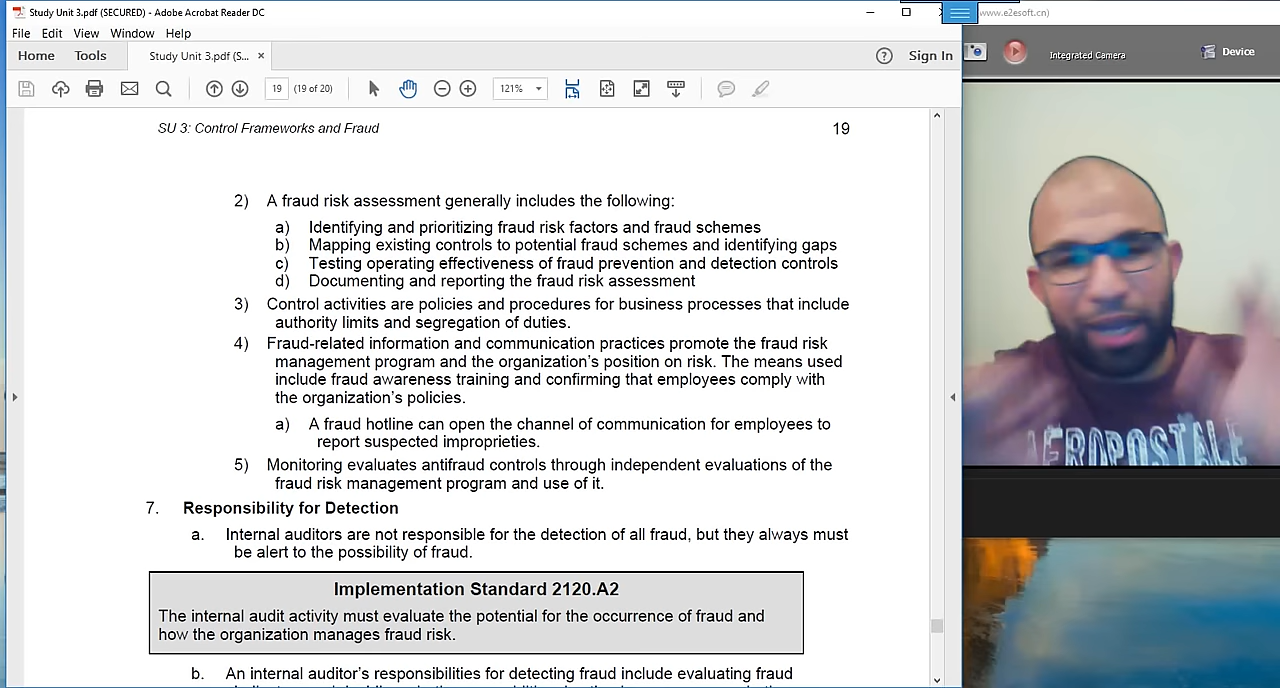 Study Unit 3.pdf (SECURED) - Adobe Acrobat Reader DC
www.e2esoft.cn)
File Edit View Window Help
Home Tools Study Unit 3.pdf (S... × ? Sign In
Integrated Camera Device
19 (19 of 20) 121%
SU 3: Control Frameworks and Fraud 19
2) A fraud risk assessment generally includes the following:
a) Identifying and prioritizing fraud risk factors and fraud schemes
b) Mapping existing controls to potential fraud schemes and identifying gaps
c) Testing operating effectiveness of fraud prevention and detection controls
d) Documenting and reporting the fraud risk assessment
3) Control activities are policies and procedures for business processes that include
authority limits and segregation of duties.
4) Fraud-related information and communication practices promote the fraud risk
management program and the organization's position on risk. The means used
include fraud awareness training and confirming that employees comply with
the organization's policies.
a) A fraud hotline can open the channel of communication for employees to
report suspected improprieties.
5) Monitoring evaluates antifraud controls through independent evaluations of the
fraud risk management program and use of it.
7. Responsibility for Detection
a. Internal auditors are not responsible for the detection of all fraud, but they always must
be alert to the possibility of fraud.
Implementation Standard 2120.A2
The internal audit activity must evaluate the potential for the occurrence of fraud and
how the organization manages fraud risk.
b. An internal auditor's responsibilities for detecting fraud include evaluating fraud
AEROPOSTALE